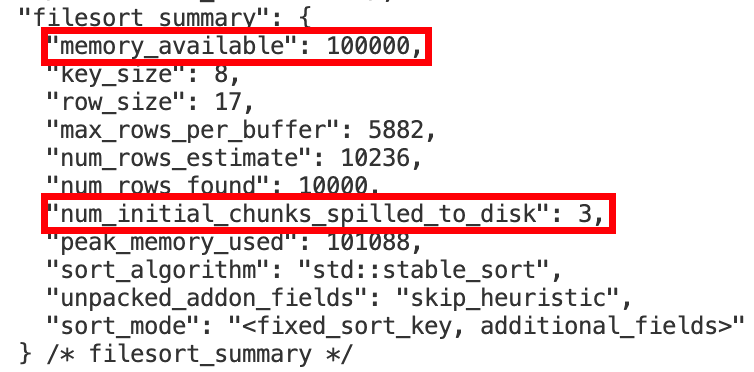 "filesort_summary": {
"memory_available": 100000,
"key_size": 8,
"row_size": 17,
"max_rows_per_buffer": 5882,
"num_rows_estimate": 10236,
"num_rows_found": 10000,
"num_initial_chunks_spilled_to_disk": 3,
"peak_memory_used": 101088,
"sort_algorithm": "std::stable_sort",
"unpacked_addon_fields": "skip_heuristic",
"sort_mode": "<fixed_sort_key, additional_fields>"
} /* filesort_summary */